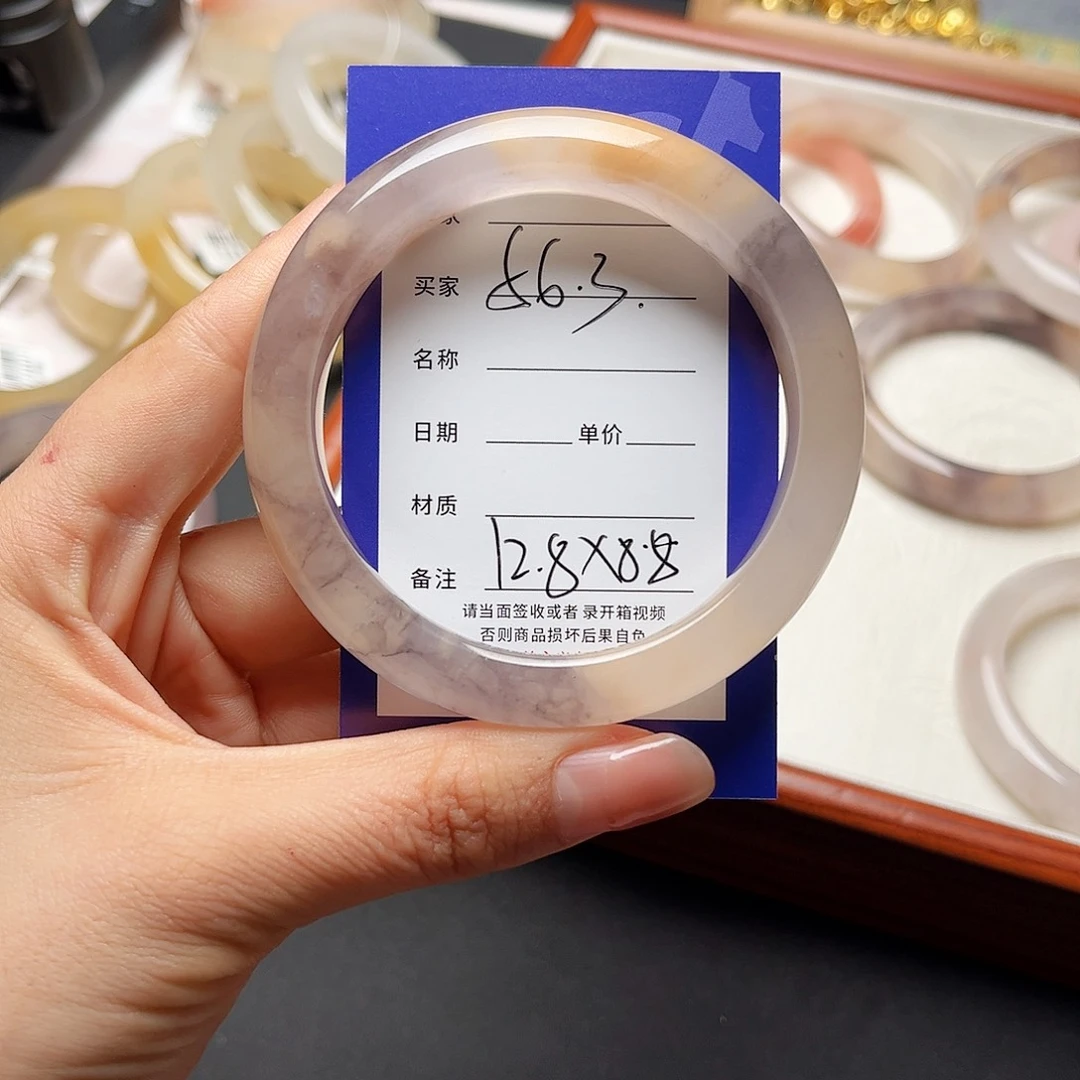 家
买家 56.3.
名称
日期 单价
材质
备注 12.8X8.8
请当面签收或者 录开箱视频
否则商品损坏后果自负